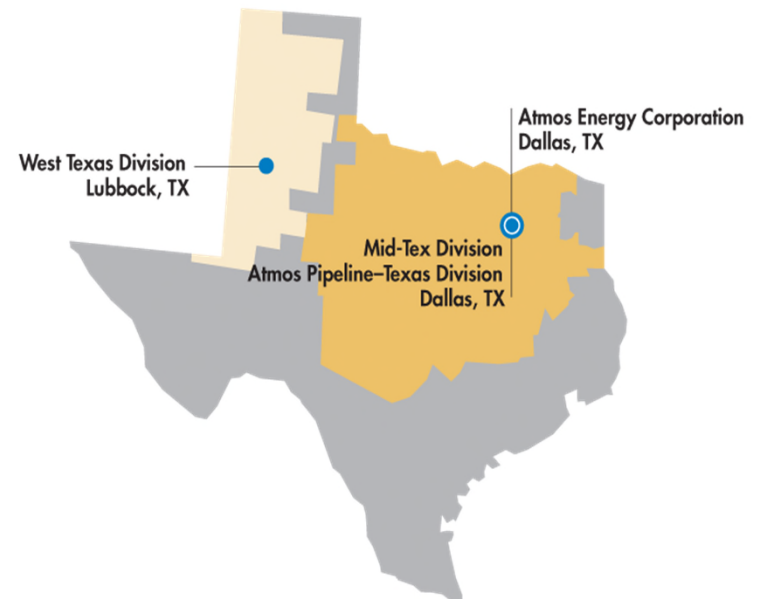 Atmos Energy Corporation
Dallas, TX
West Texas Division
Lubbock, TX
Mid-Tex Division
Atmos Pipeline–Texas Division
Dallas, TX